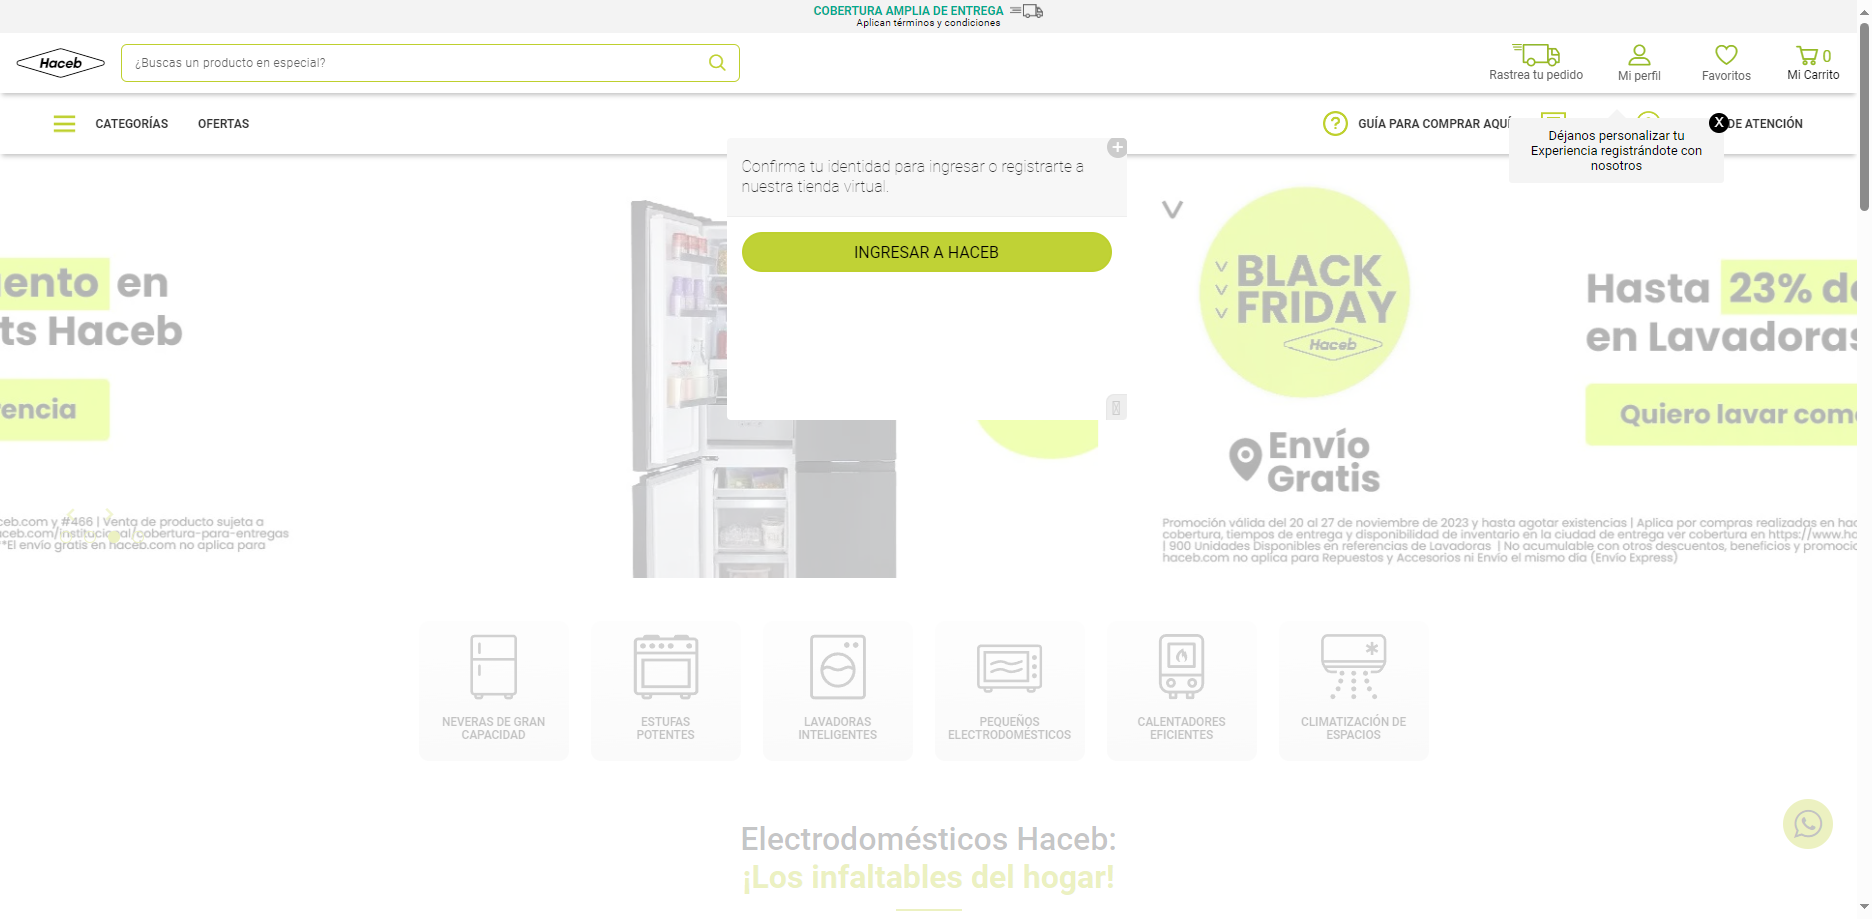 COBERTURA AMPLIA DE ENTREGA
Aplican términos y condiciones
Haceb
¿Buscas un producto en especial?
Rastrea tu pedido
Mi perfil
Favoritos
0
Mi Carrito
CATEGORÍAS
OFERTAS
GUÍA PARA COMPRAR AQUÍ
DE ATENCIÓN
X
Déjanos personalizar tu
Experiencia registrándote con
nosotros
Confirma tu identidad para ingresar o registrarte a
nuestra tienda virtual.
INGRESAR A HACEB
en
ts Haceb
BLACK
FRIDAY
Haceb
Envío
Gratis
Hasta 23%
en Lavadoras
Quiero lavar
ceb.com y #466 | Venta de producto sujeta a
aceb.com/institucional/cobertura-para-entregas
**El envío gratis en haceb.com no aplica para
Promoción válida del 20 al 27 de noviembre de 2023 y hasta agotar existencias | Aplica por compras realizadas en
cobertura, tiempos de entrega y disponibilidad de inventario en la ciudad de entrega ver cobertura en https://www.
| 900 Unidades Disponibles en referencias de Lavadoras | No acumulable con otros descuentos, beneficios y
haceb.com no aplica para Repuestos y Accesorios ni Envío el mismo día (Envío Express)
NEVERAS DE GRAN
CAPACIDAD
ESTUFAS
POTENTES
LAVADORAS
INTELIGENTES
PEQUEÑOS
ELECTRODOMÉSTICOS
CALENTADORES
EFICIENTES
CLIMATIZACIÓN DE
ESPACIOS
Electrodomésticos Haceb:
¡Los infaltables del hogar!